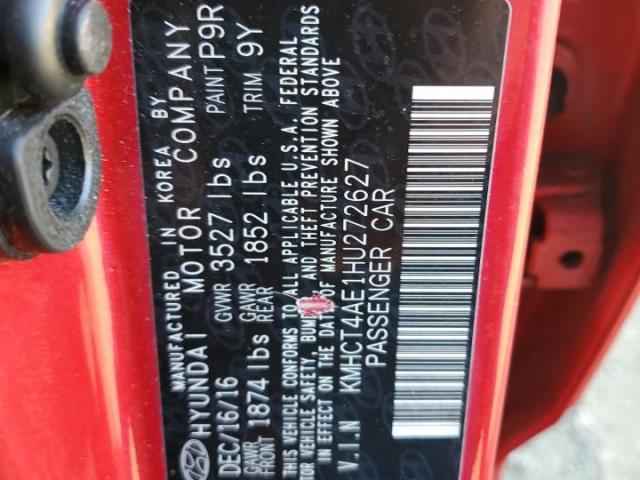 MANUFACTURED IN KOREA BY
HYUNDAI MOTOR COMPANY
DEC/16/16 GVWR 3527 lbs PAINT P9R
GAWR FRONT 1874 lbs GAWR REAR 1852 lbs TRIM 9Y
THIS VEHICLE CONFORMS TO ALL APPLICABLE U.S.A. FEDERAL
TOR VEHICLE SAFETY, BUM AND THEFT PREVENTION STANDARDS
IN EFFECT ON THE DATE OF MANUFACTURE SHOWN ABOVE
V.I.N KMHCT4AE1HU272627
PASSENGER CAR